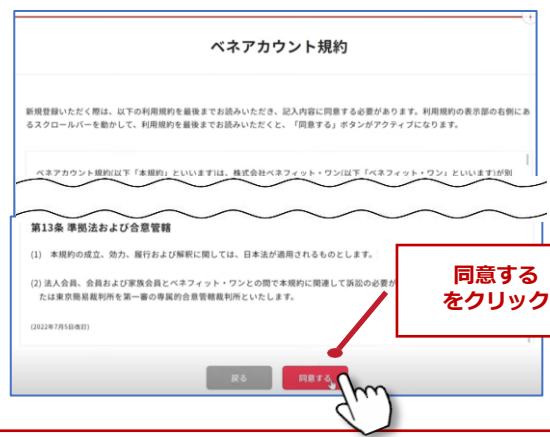 ベネアカウント規約
新規登録いただく際は、以下の利用規約を最後までお読みいただき、記入内容に同意する必要があります。利用規約の表示部の右側にあ
るスクロールバーを動かして、利用規約を最後までお読みいただくと、「同意する」ボタンがアクティブになります。
ベネアカウント規約(以下「本規約」といいます)は、株式会社ベネフィット・ワン(以下「ベネフィット・ワン」といいます)が別
第13条 準拠法および合意管轄
(1) 本規約の成立、効力、履行および解釈に関しては、日本法が適用されるものとします。
(2) 法人会員、会員および家族会員とベネフィット・ワンとの間で本規約に関連して訴訟の必要が
たは東京簡易裁判所を第一審の専属的合意管轄裁判所といたします。
(2022年7月5日改訂)
同意する
をクリック
戻る
同意する